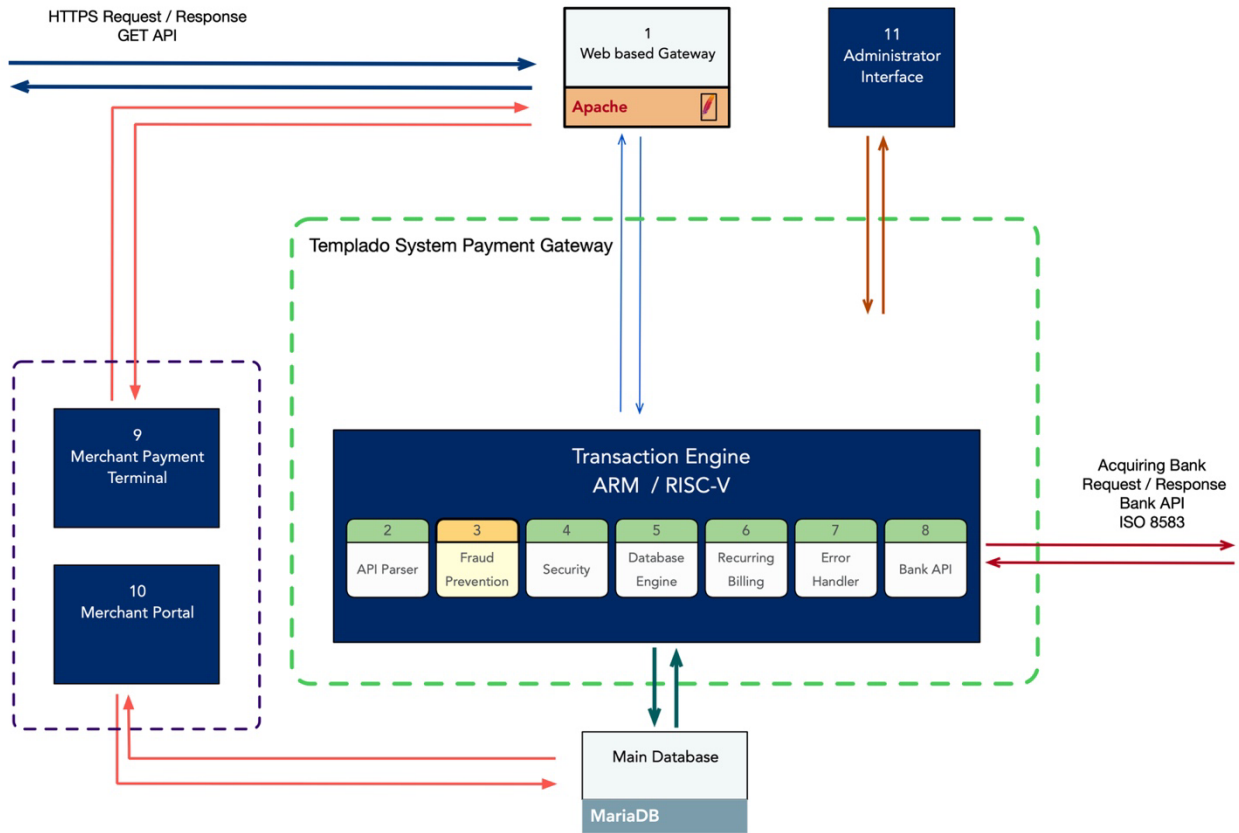 HTTPS Request / Response
GET API
1
Web based Gateway
Apache
11
Administrator
Interface
Templado System Payment Gateway
9
Merchant Payment
Terminal
10
Merchant Portal
Transaction Engine
ARM / RISC-V
2
API Parser
3
Fraud
Prevention
4
Security
5
Database
Engine
6
Recurring
Billing
7
Error
Handler
8
Bank API
Acquiring Bank
Request / Response
Bank API
ISO 8583
Main Database
MariaDB